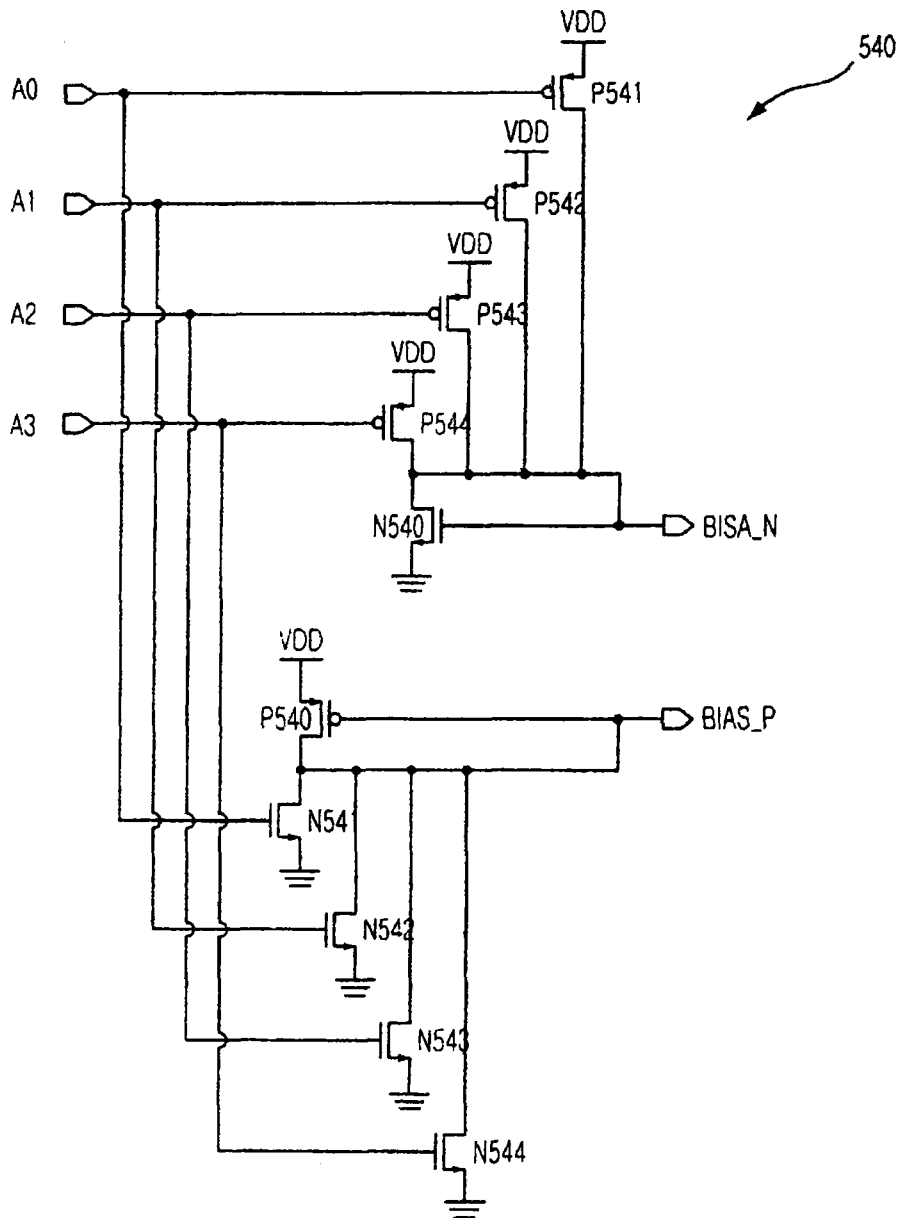 VDD
540
A0
P541
VDD
A1
P542
VDD
A2
P543
VDD
A3
P544
N540
BISA_N
VDD
P540
BIAS_P
N541
N542
N543
N544